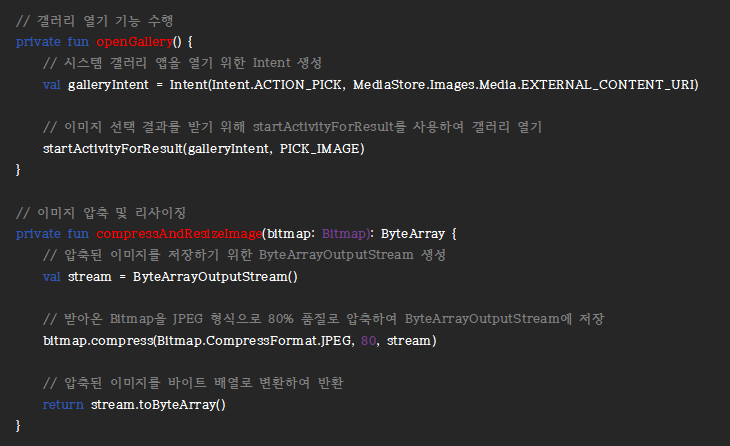 // 갤러리 열기 기능 수행
private fun openGallery() {
// 시스템 갤러리 앱을 열기 위한 Intent 생성
val galleryIntent = Intent(Intent.ACTION_PICK, MediaStore.Images.Media.EXTERNAL_CONTENT_URI)
// 이미지 선택 결과를 받기 위해 startActivityForResult를 사용하여 갤러리 열기
startActivityForResult(galleryIntent, PICK_IMAGE)
}
// 이미지 압축 및 리사이징
private fun compressAndResizeImage(bitmap: Bitmap): ByteArray {
// 압축된 이미지를 저장하기 위한 ByteArrayOutputStream 생성
val stream = ByteArrayOutputStream()
// 받아온 Bitmap을 JPEG 형식으로 80% 품질로 압축하여 ByteArrayOutputStream에 저장
bitmap.compress(Bitmap.CompressFormat.JPEG, 80, stream)
// 압축된 이미지를 바이트 배열로 변환하여 반환
return stream.toByteArray()
}